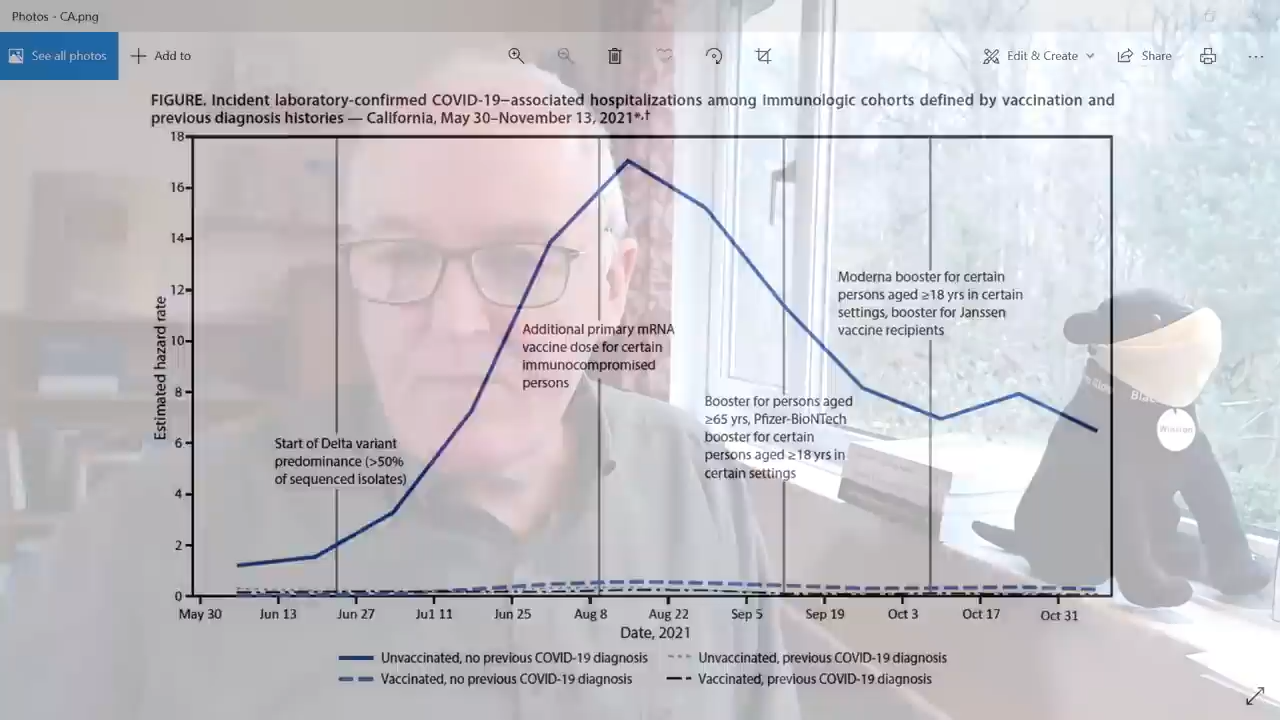 Photos - CA.png
See all photos
Add to
Edit & Create
Share
FIGURE. Incident laboratory-confirmed COVID-19–associated hospitalizations among immunologic cohorts defined by vaccination and
previous diagnosis histories — California, May 30–November 13, 2021*,†
18
16
14
12
10
8
6
4
2
0
Estimated hazard rate
Start of Delta variant
predominance (>50%
of sequenced isolates)
Additional primary mRNA
vaccine dose for certain
immunocompromised
persons
Booster for persons aged
≥65 yrs, Pfizer-BioNTech
booster for certain
persons aged ≥18 yrs in
certain settings
Moderna booster for certain
persons aged ≥18 yrs in certain
settings, booster for Janssen
vaccine recipients
Winston
May 30 Jun 13 Jun 27 Ju1 11 Jun 25 Aug 8 Aug 22 Sep 5 Sep 19 Oct 3 Oct 17 Oct 31
Date, 2021
Unvaccinated, no previous COVID-19 diagnosis
Unvaccinated, previous COVID-19 diagnosis
Vaccinated, no previous COVID-19 diagnosis
Vaccinated, previous COVID-19 diagnosis